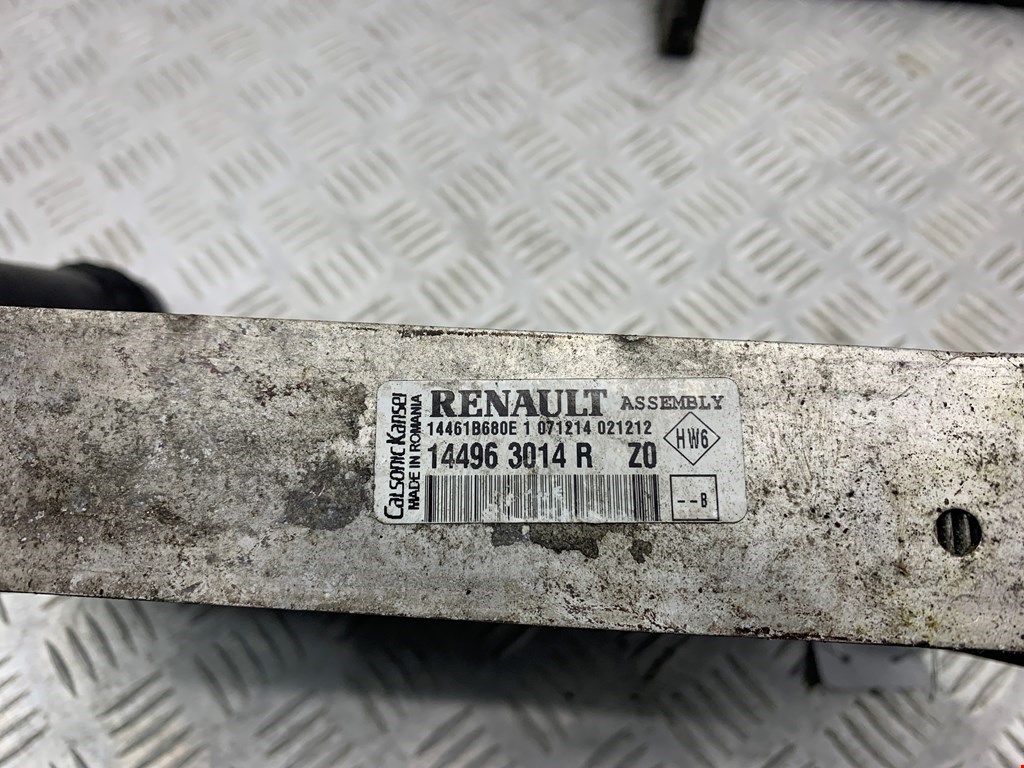 Calsonic Kansei
MADE IN ROMANIA
RENAULT ASSEMBLY
14461B680E 1 071214 021212
14496 3014 R Z0
HW6
--B